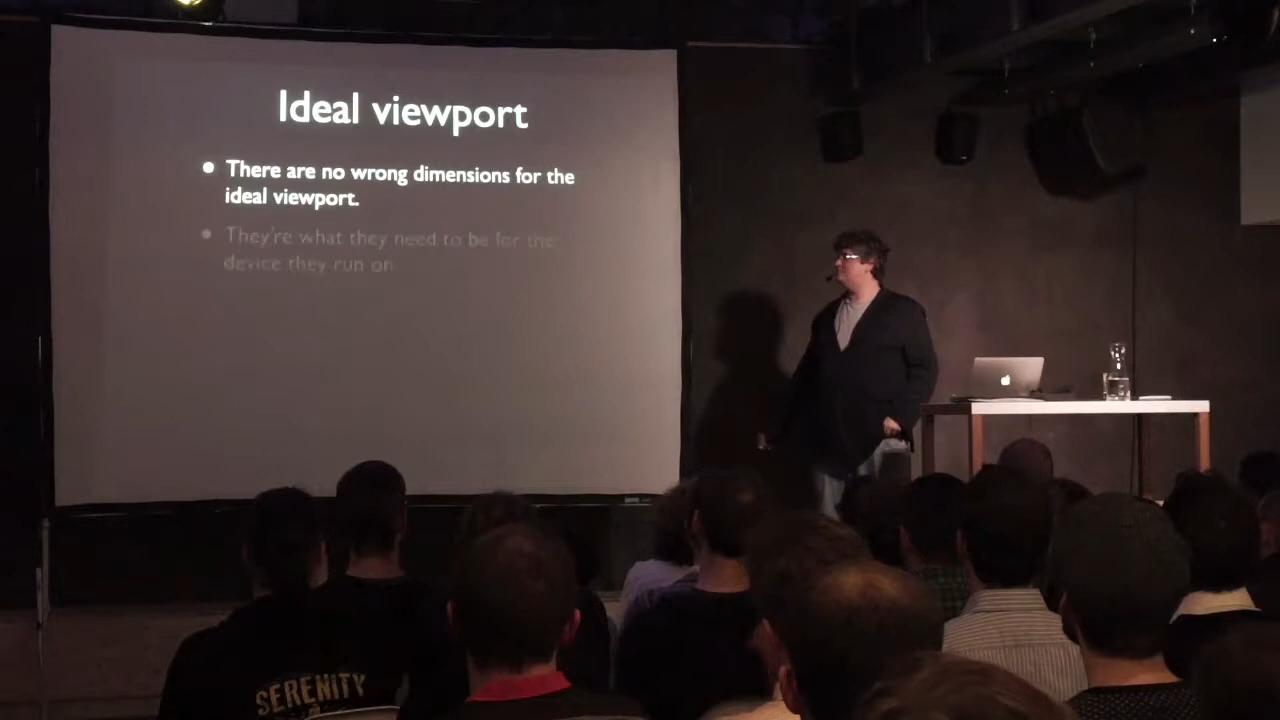 Ideal viewport
There are no wrong dimensions for the
ideal viewport.
They're what they need to be for the
device they run on
SERENITY